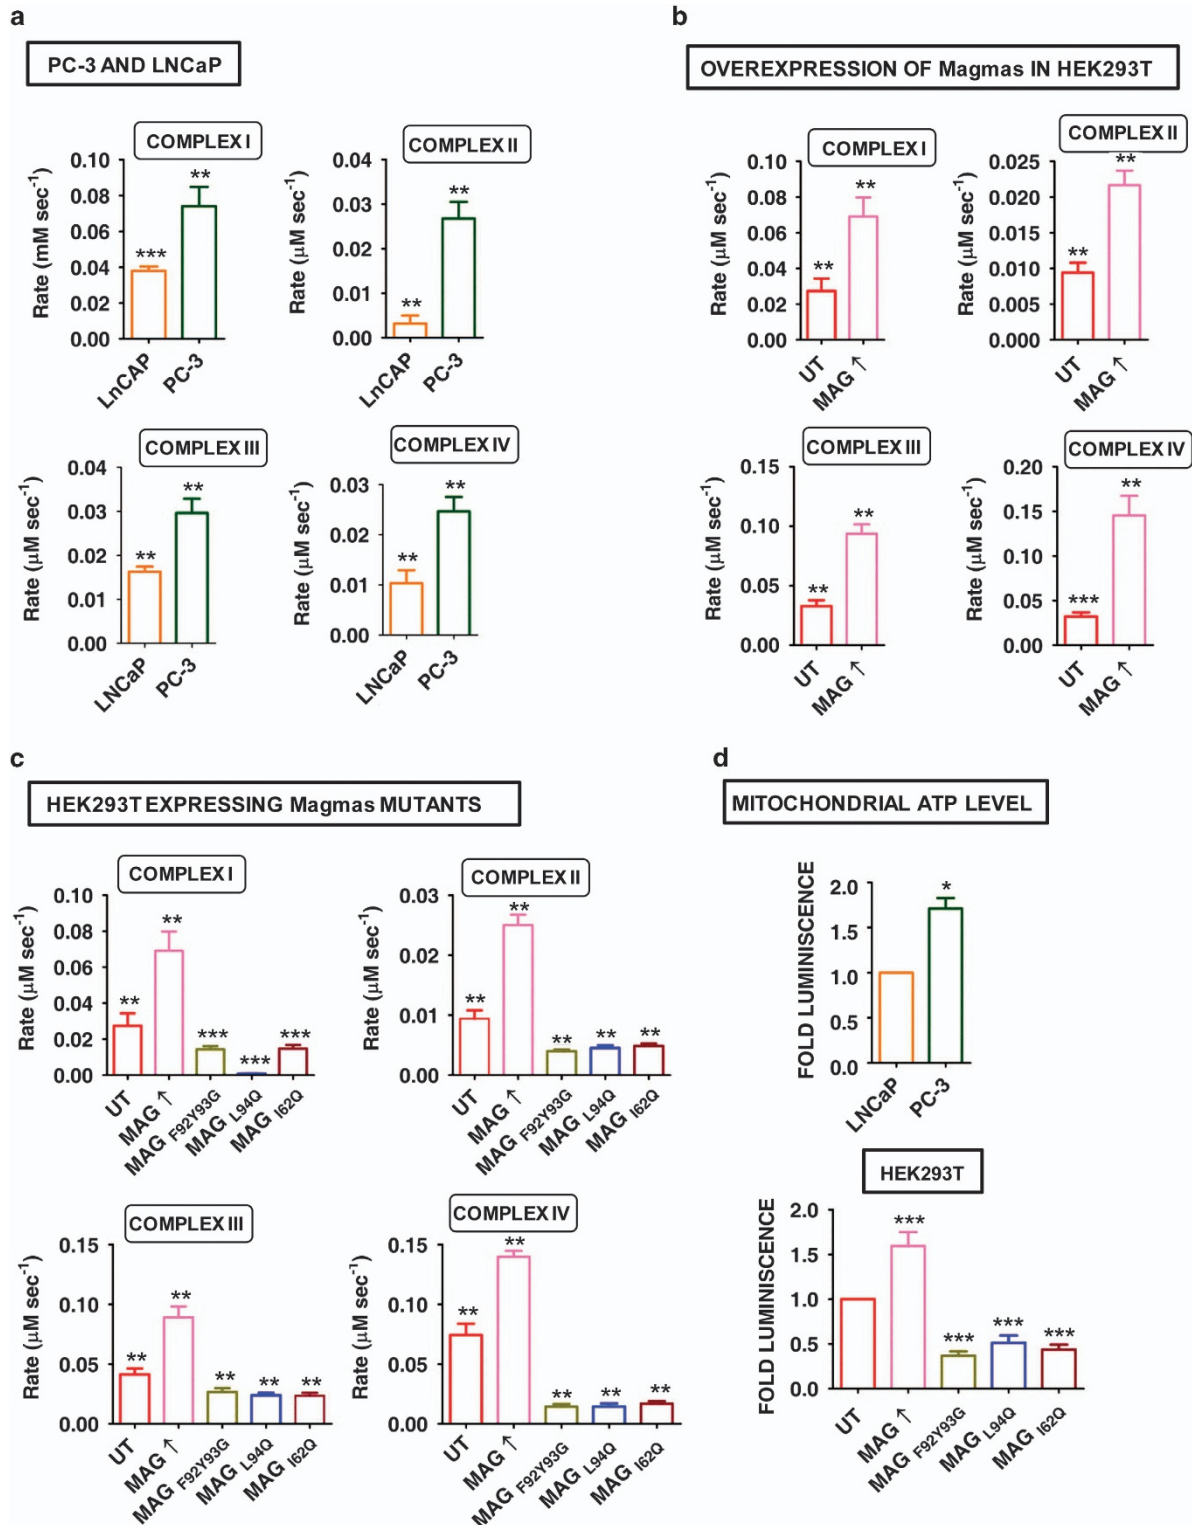 a
PC-3 AND LNCaP
COMPLEX I
Rate (mM sec⁻¹)
0.10
0.08
0.06
0.04
0.02
0.00
***
**
LnCAP
PC-3
COMPLEX II
Rate (μM sec⁻¹)
0.04
0.03
0.02
0.01
0.00
**
**
LnCAP
PC-3
COMPLEX III
Rate (μM sec⁻¹)
0.04
0.03
0.02
0.01
0.00
**
**
LNCaP
PC-3
COMPLEX IV
Rate (μM sec⁻¹)
0.03
0.02
0.01
0.00
**
**
LNCaP
PC-3
b
OVEREXPRESSION OF Magmas IN HEK293T
COMPLEX I
Rate (μM sec⁻¹)
0.10
0.08
0.06
0.04
0.02
0.00
**
**
UT
MAG ↑
COMPLEX II
Rate (μM sec⁻¹)
0.025
0.020
0.015
0.010
0.005
0.000
**
**
UT
MAG ↑
COMPLEX III
Rate (μM sec⁻¹)
0.15
0.10
0.05
0.00
**
**
UT
MAG ↑
COMPLEX IV
Rate (μM sec⁻¹)
0.20
0.15
0.10
0.05
0.00
***
**
UT
MAG ↑
c
HEK293T EXPRESSING Magmas MUTANTS
COMPLEX I
Rate (μM sec⁻¹)
0.10
0.08
0.06
0.04
0.02
0.00
**
**
***
***
***
UT
MAG ↑
MAG F92Y93G
MAG L94Q
MAG I62Q
COMPLEX II
Rate (μM sec⁻¹)
0.03
0.02
0.01
0.00
**
**
**
**
**
UT
MAG ↑
MAG F92Y93G
MAG L94Q
MAG I62Q
COMPLEX III
Rate (μM sec⁻¹)
0.15
0.10
0.05
0.00
**
**
**
**
**
UT
MAG ↑
MAG F92Y93G
MAG L94Q
MAG I62Q
COMPLEX IV
Rate (μM sec⁻¹)
0.15
0.10
0.05
0.00
**
**
**
**
**
UT
MAG ↑
MAG F92Y93G
MAG L94Q
MAG I62Q
d
MITOCHONDRIAL ATP LEVEL
FOLD LUMINISCENCE
2.0
1.5
1.0
0.5
0.0
*
LNCaP
PC-3
HEK293T
FOLD LUMINISCENCE
2.0
1.5
1.0
0.5
0.0
***
***
***
***
UT
MAG ↑
MAG F92Y93G
MAG L94Q
MAG I62Q